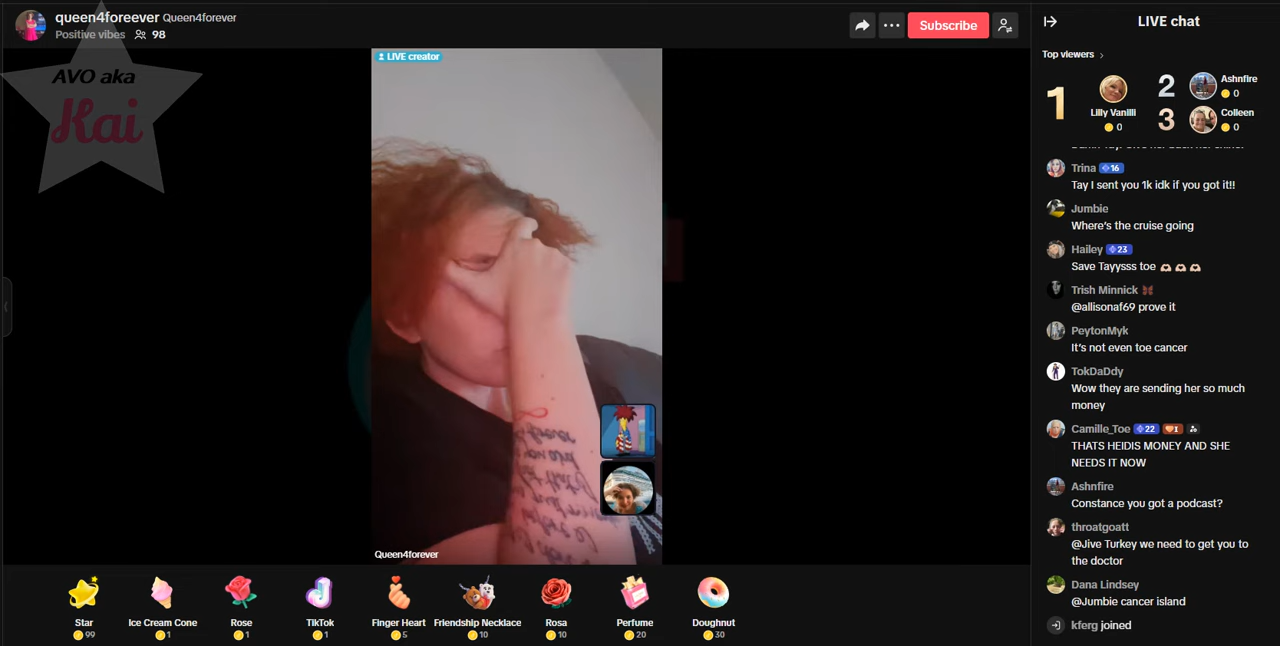 queen4foreever Queen4forever
Positive vibes 98
AVO aka
Kai
Subscribe
LIVE creator
Queen4forever
Star
99
Ice Cream Cone
1
Rose
1
TikTok
1
Finger Heart
5
Friendship Necklace
10
Rosa
10
Perfume
20
Doughnut
30
LIVE chat
Top viewers
1
Lilly Vanilli
0
2
Ashnfire
0
3
Colleen
0
Trina 16
Tay I sent you 1k idk if you got it!!
Jumbie
Where's the cruise going
Hailey 23
Save Tayysss toe
Trish Minnick
@allisonaf69 prove it
PeytonMyk
It's not even toe cancer
TokDaDdy
Wow they are sending her so much
money
Camille_Toe 22 I
THATS HEIDIS MONEY AND SHE
NEEDS IT NOW
Ashnfire
Constance you got a podcast?
throatgoatt
@Jive Turkey we need to get you to
the doctor
Dana Lindsey
@Jumbie cancer island
kferg joined